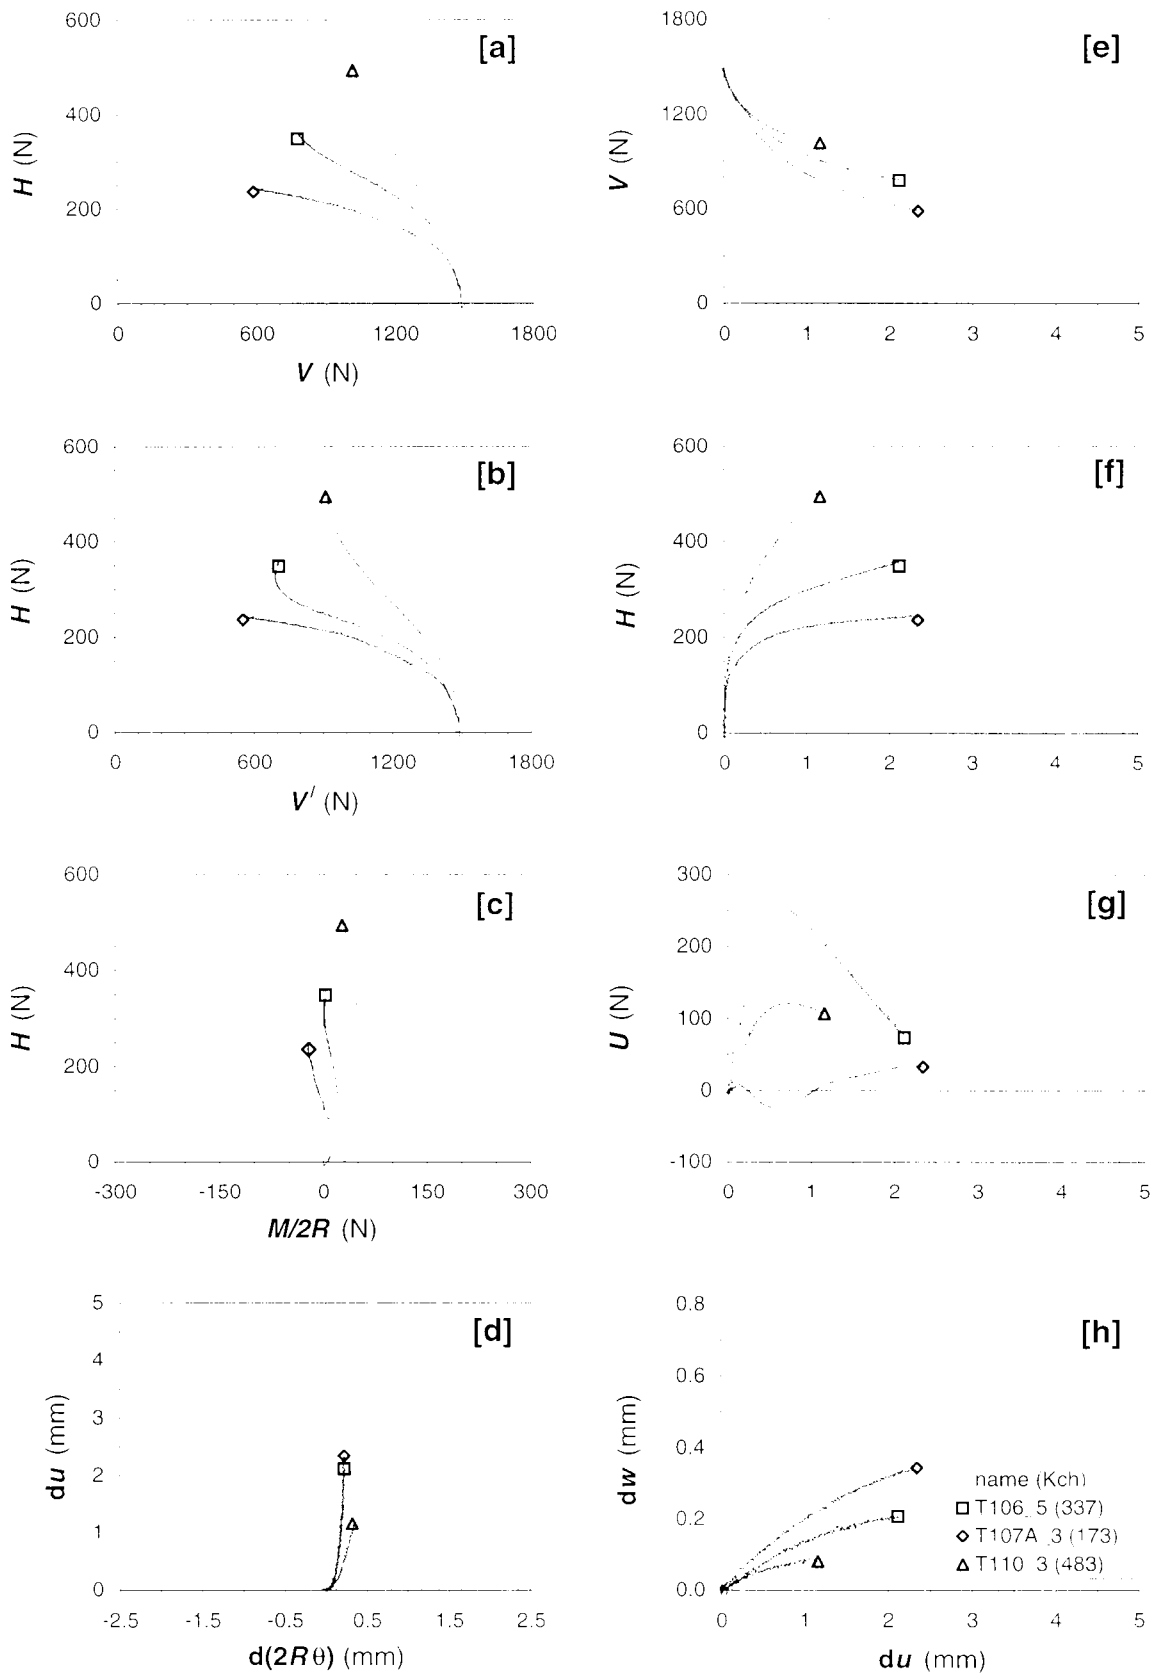 600
[a]
400
H (N)
200
0
0 600 1200 1800
V (N)
1800
[e]
1200
V (N)
600
0
0 1 2 3 4 5
600
[b]
400
H (N)
200
0
0 600 1200 1800
V' (N)
600
[f]
400
H (N)
200
0
0 1 2 3 4 5
600
[c]
400
H (N)
200
0
-300 -150 0 150 300
M/2R (N)
300
[g]
200
U (N)
100
0
-100
0 1 2 3 4 5
5
[d]
4
du (mm)
3
2
1
0
-2.5 -1.5 -0.5 0.5 1.5 2.5
d(2Rθ) (mm)
0.8
[h]
0.6
dw (mm)
0.4
0.2
0.0
name (Kch)
T106_5 (337)
T107A_3 (173)
T110_3 (483)
0 1 2 3 4 5
du (mm)